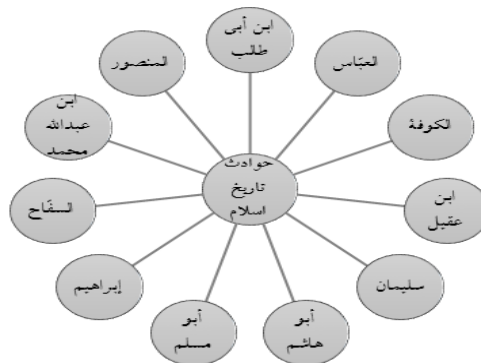 ابن أبى
طالب
العبّاس
الكوفة
ابن
عقيل
سليمان
أبو
هاشم
أبو
مسلم
إبراهيم
السفّاح
ابن
عبدالله
محمد
المنصور
حوادث
تاريخ
اسلام